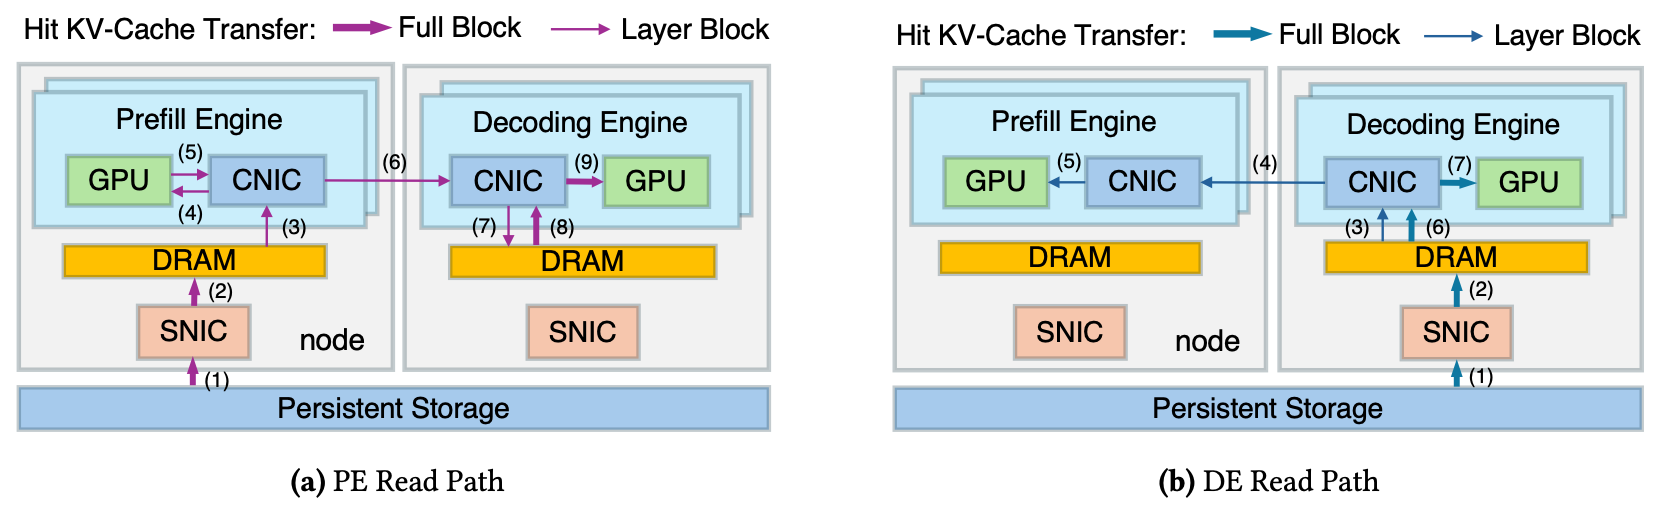 Hit KV-Cache Transfer: Full Block Layer Block
Prefill Engine
GPU (5) CNIC (4)
(6)
(3)
DRAM
(2)
SNIC
node
(1)
Decoding Engine
CNIC (9) GPU
(7) (8)
DRAM
SNIC
Persistent Storage
(a) PE Read Path
Hit KV-Cache Transfer: Full Block Layer Block
Prefill Engine
GPU (5) CNIC
(4)
DRAM
SNIC
node
Decoding Engine
CNIC (7) GPU
(3) (6)
DRAM
(2)
SNIC
(1)
Persistent Storage
(b) DE Read Path